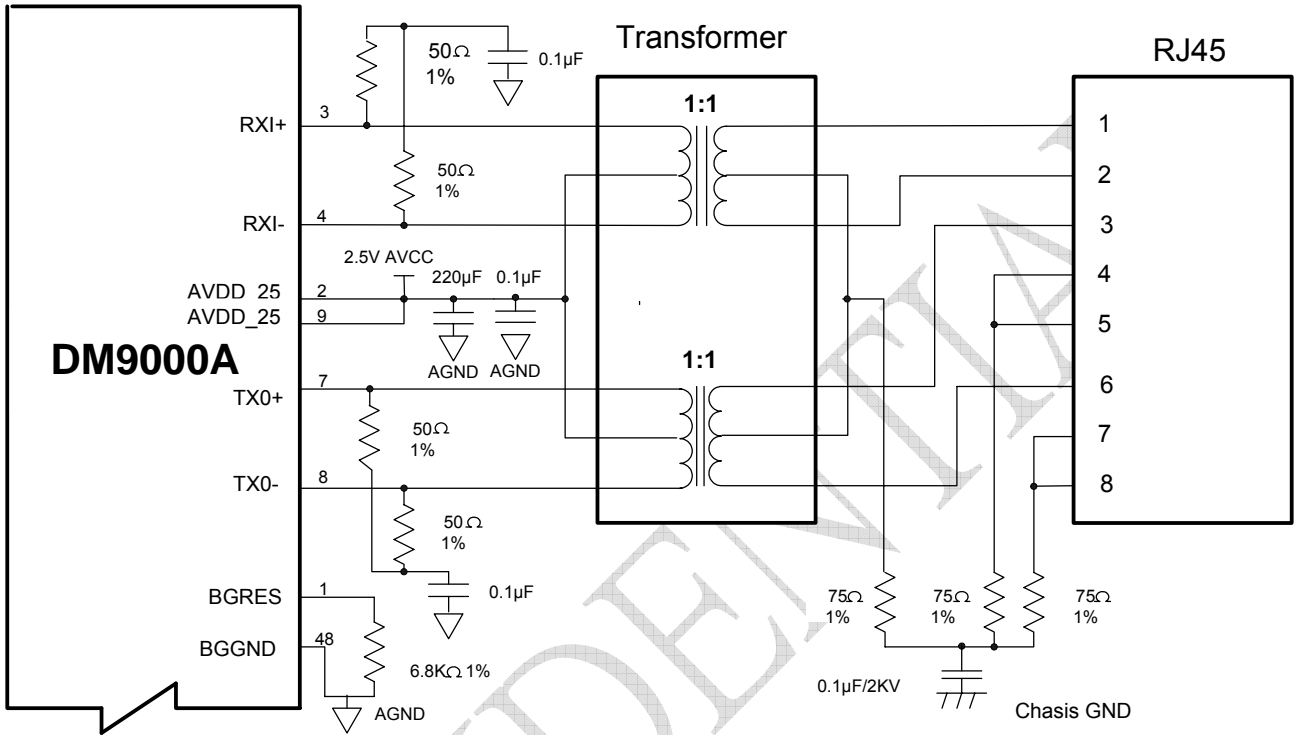 Transformer
RJ45
50Ω
1%
0.1µF
1:1
RXI+
3
1
50Ω
1%
2
RXI-
4
3
2.5V AVCC
220µF
0.1µF
4
AVDD_25
2
AVDD_25
9
5
AGND
AGND
DM9000A
1:1
TX0+
7
6
50Ω
1%
7
TX0-
8
8
50Ω
1%
0.1µF
BGRES
1
75Ω
1%
75Ω
1%
75Ω
1%
BGGND
48
6.8KΩ 1%
0.1µF/2KV
AGND
Chasis GND